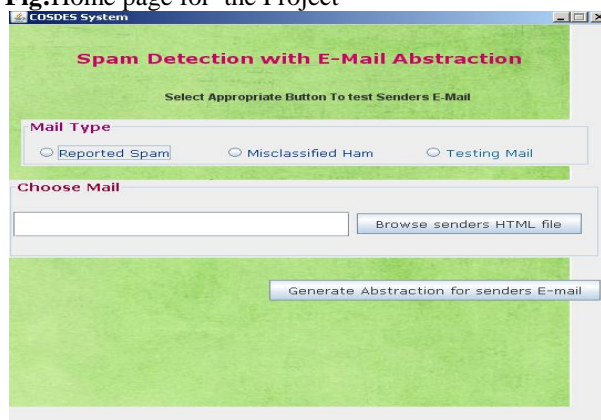 Fig:Home page for the Project
COSDES System
Spam Detection with E-Mail Abstraction
Select Appropriate Button To test Senders E-Mail
Mail Type
Reported Spam Misclassified Ham Testing Mail
Choose Mail
Browse senders HTML file
Generate Abstraction for senders E-mail